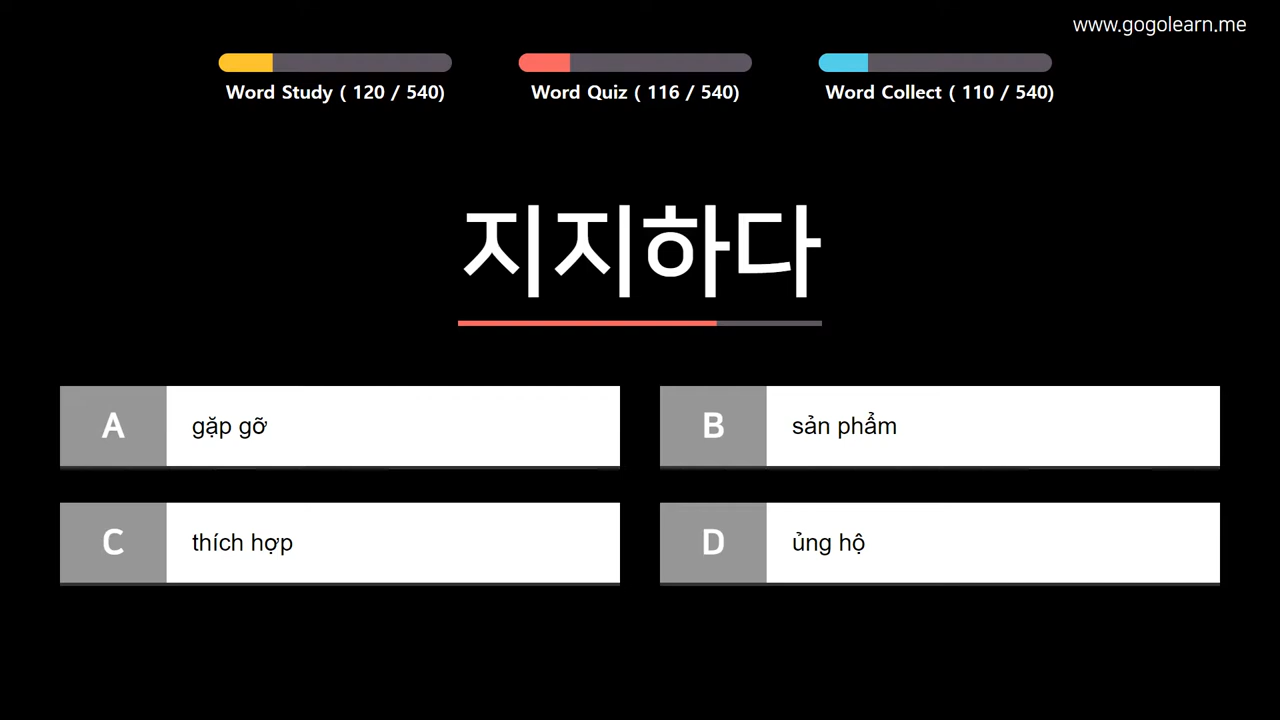 www.gogolearn.me
Word Study ( 120 / 540)
Word Quiz ( 116 / 540)
Word Collect ( 110 / 540)
지지하다
A gặp gỡ
B sản phẩm
C thích hợp
D ủng hộ